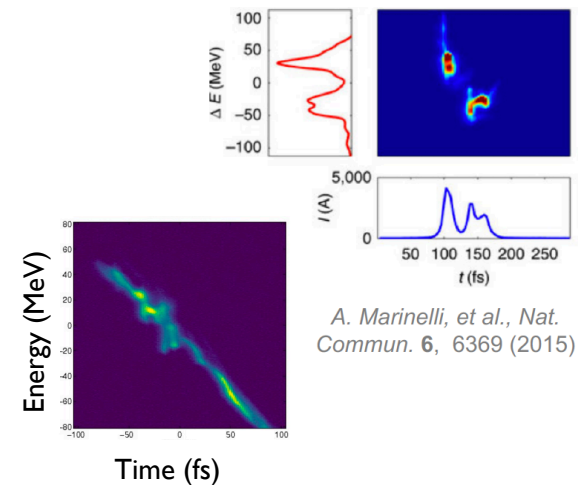 Δ E (MeV)
100
50
0
−50
−100
I (A)
5,000
0
50 100 150 200 250
t (fs)
A. Marinelli, et al., Nat.
Commun. 6, 6369 (2015)
Energy (MeV)
80
60
40
20
0
-20
-40
-60
-80
−100 −50 0 50 100
Time (fs)